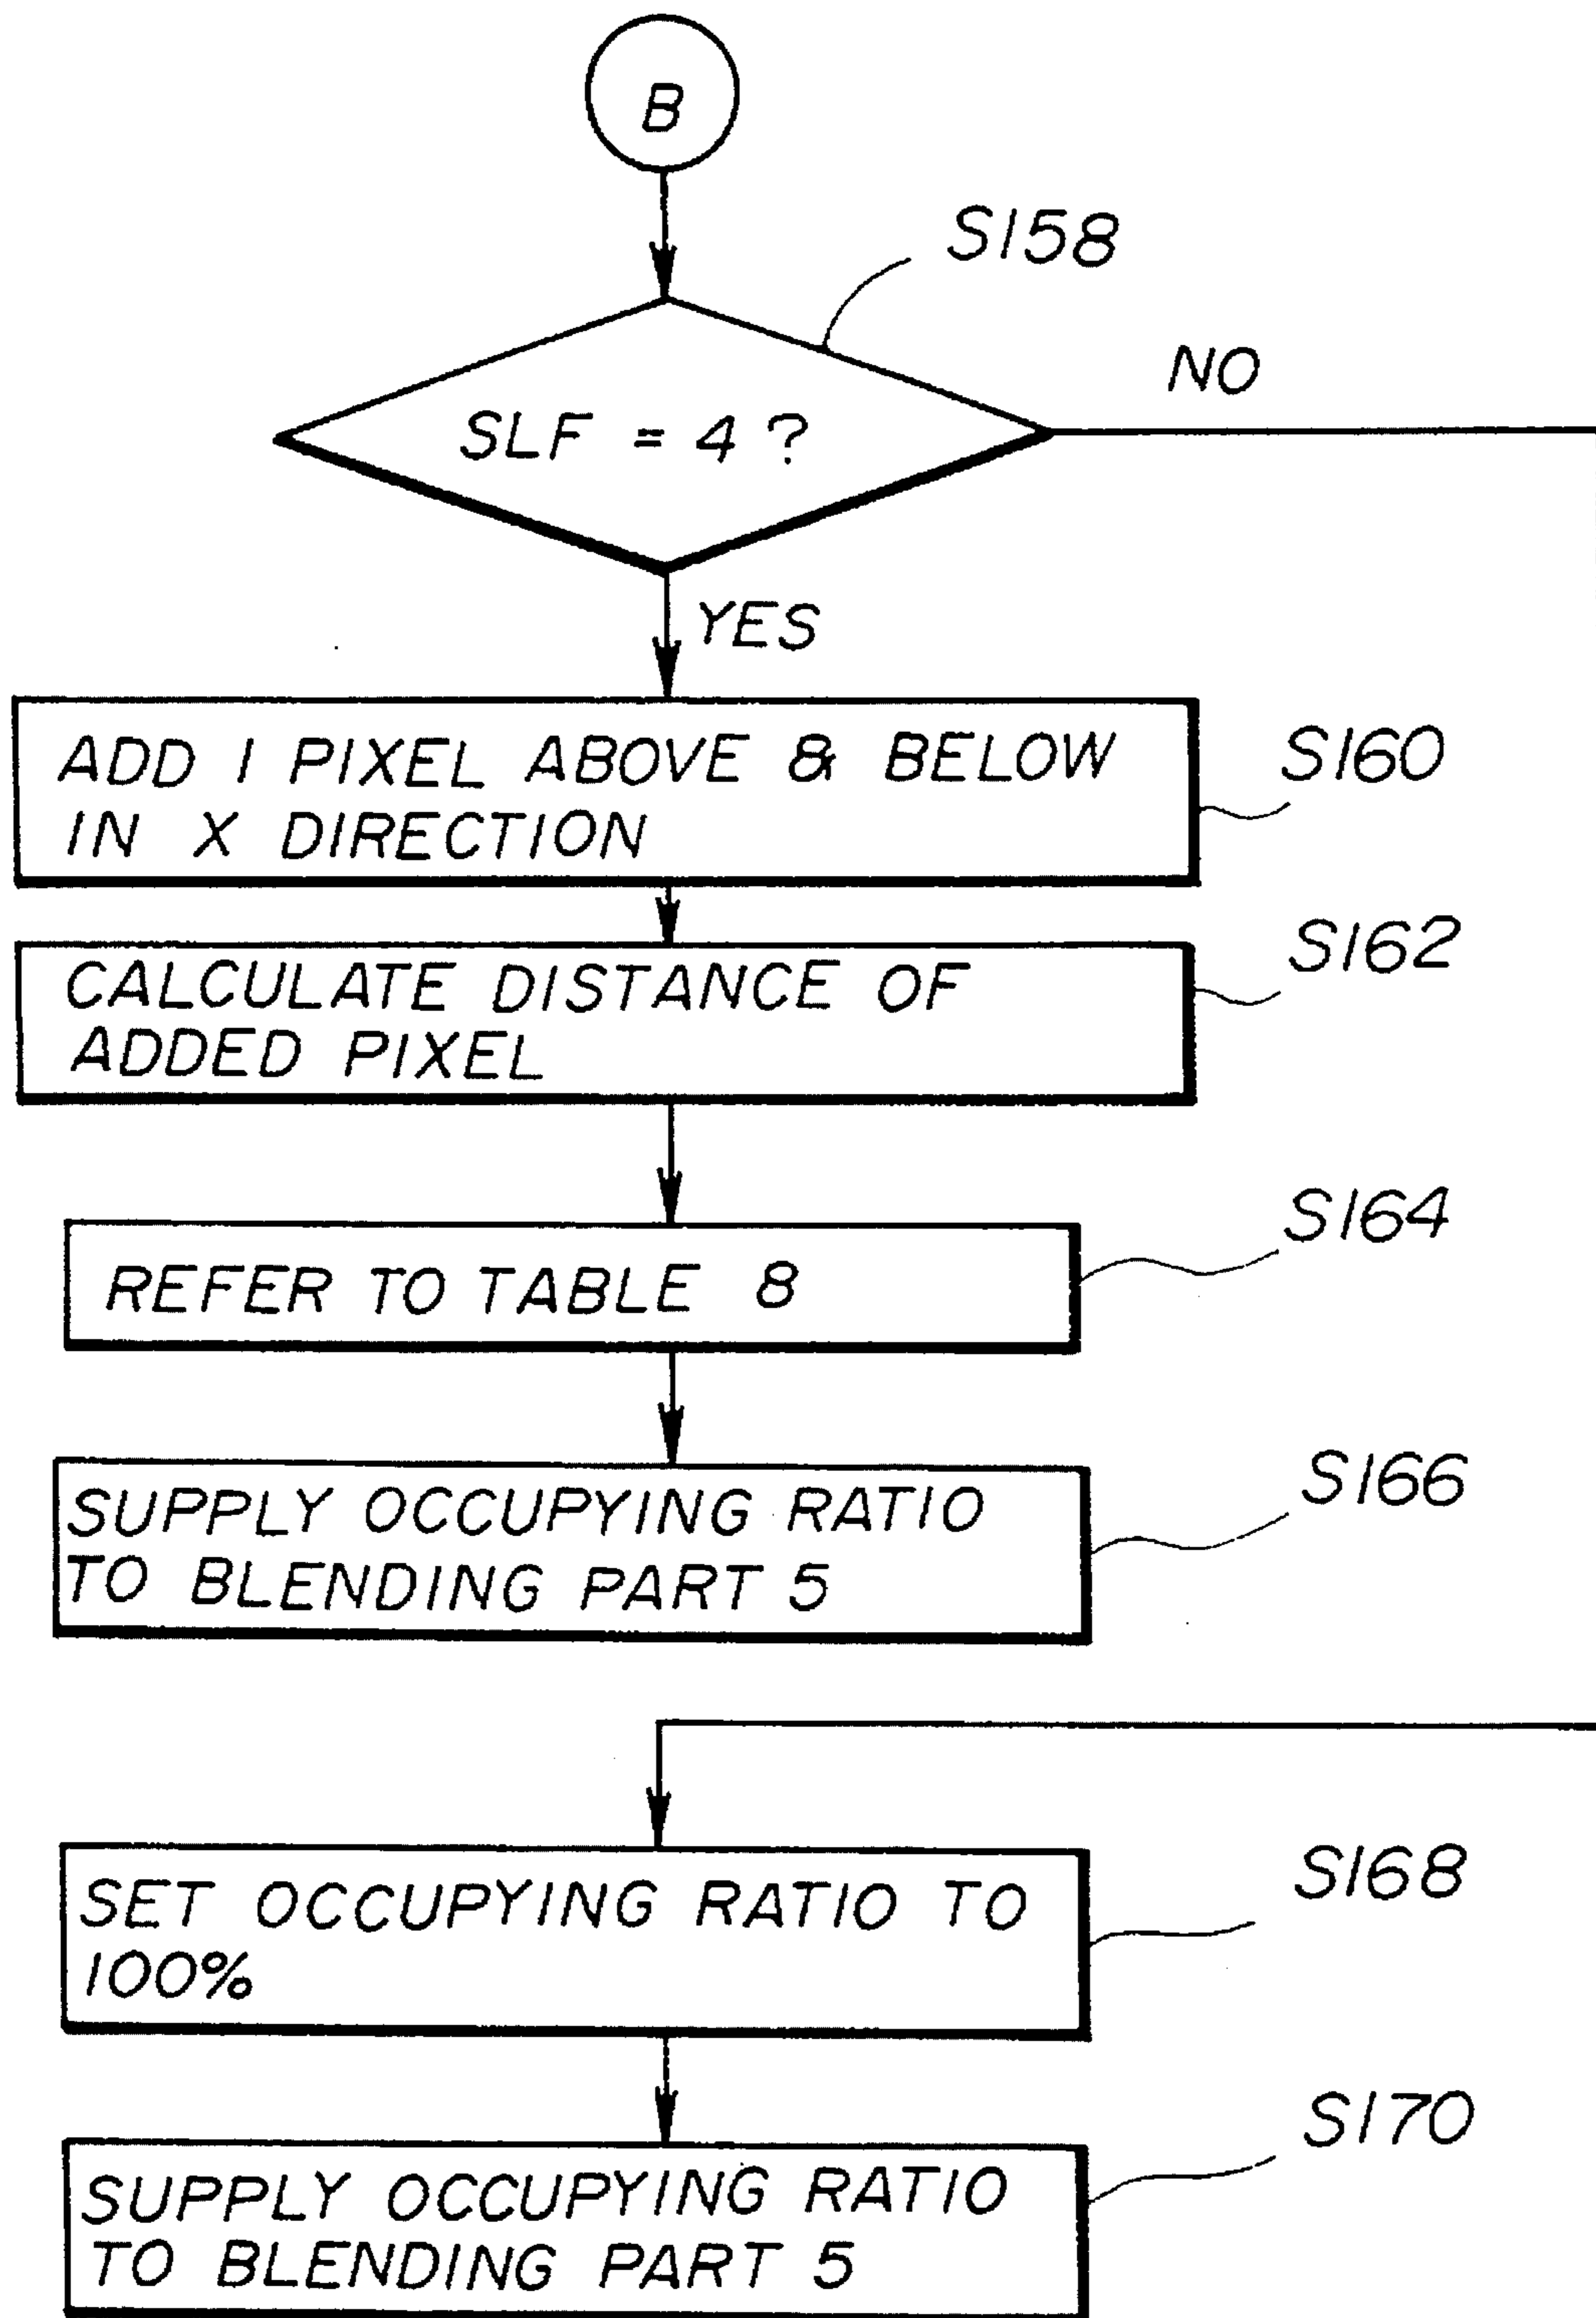 B
S158
NO
SLF = 4 ?
YES
ADD 1 PIXEL ABOVE & BELOW
IN X DIRECTION
S160
CALCULATE DISTANCE OF
ADDED PIXEL
S162
REFER TO TABLE 8
S164
SUPPLY OCCUPYING RATIO
TO BLENDING PART 5
S166
SET OCCUPYING RATIO TO
100%
S168
SUPPLY OCCUPYING RATIO
TO BLENDING PART 5
S170